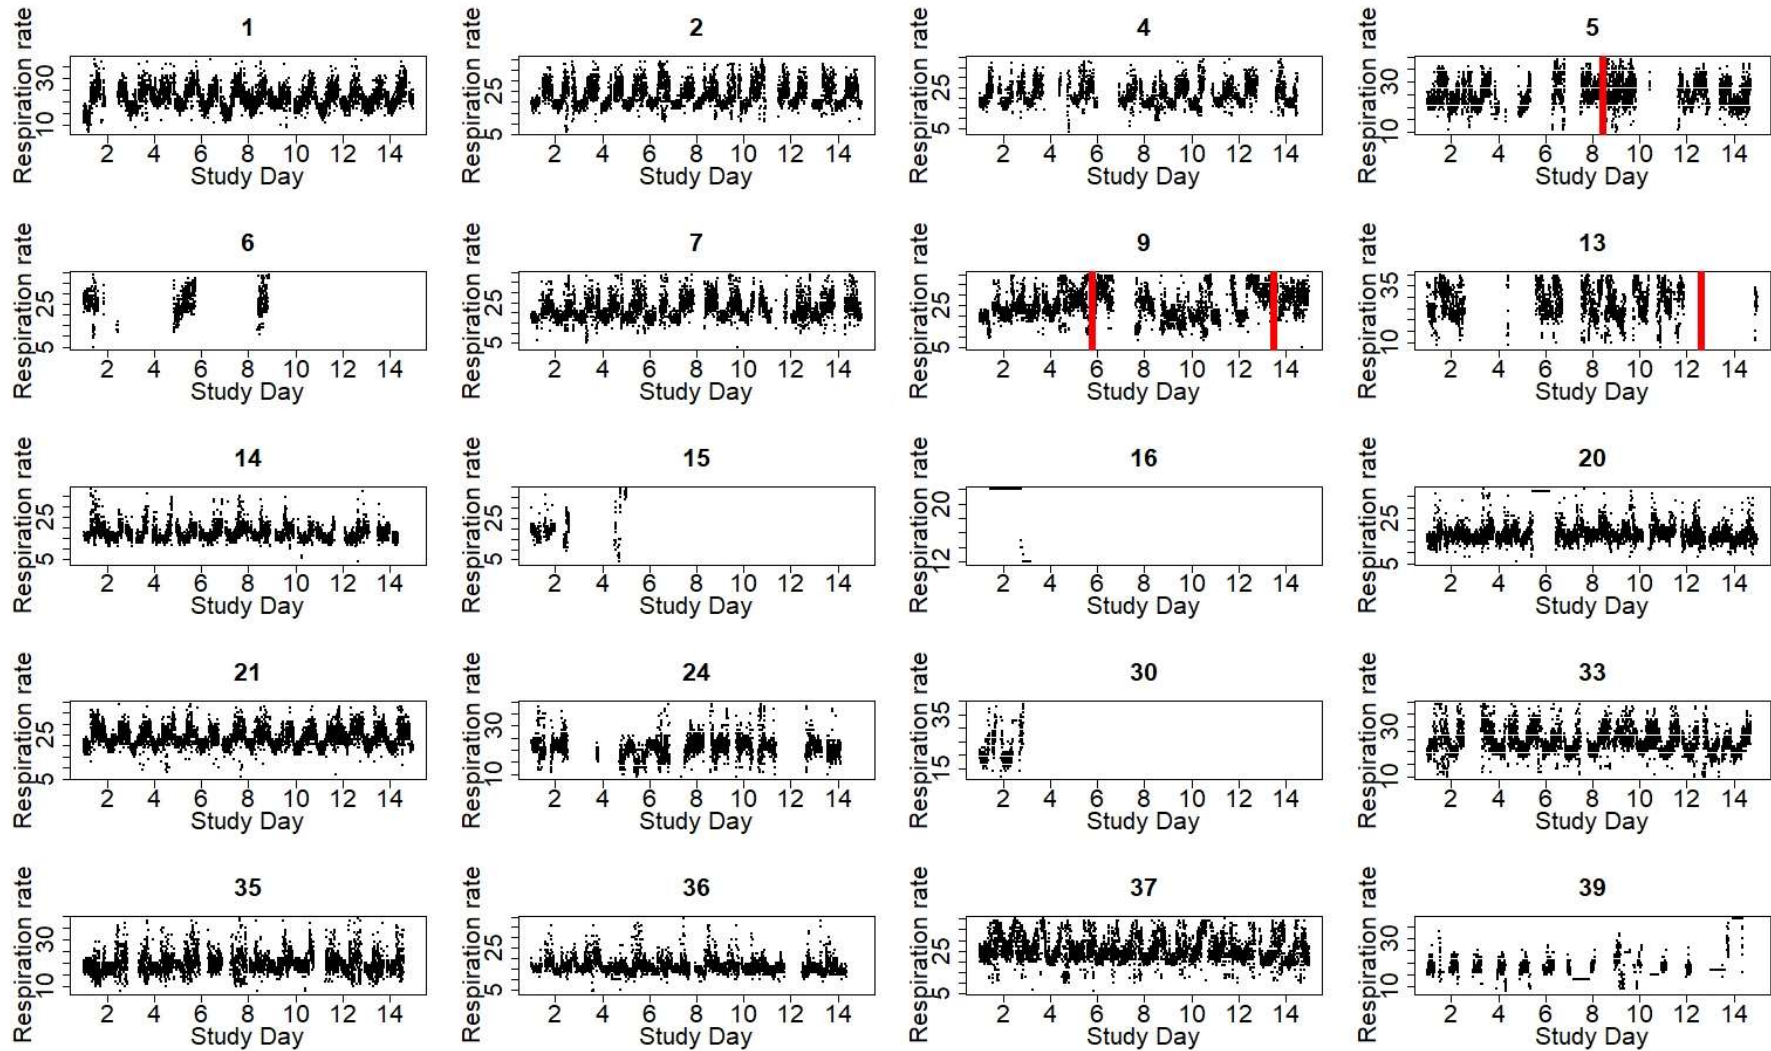 1 2 4 5
Respiration rate 10 30 Respiration rate 5 25 Respiration rate 5 25 Respiration rate 10 30
2 4 6 8 10 12 14 2 4 6 8 10 12 14 2 4 6 8 10 12 14 2 4 6 8 10 12 14
Study Day Study Day Study Day Study Day
6 7 9 13
Respiration rate 5 25 Respiration rate 5 25 Respiration rate 5 25 Respiration rate 10 35
2 4 6 8 10 12 14 2 4 6 8 10 12 14 2 4 6 8 10 12 14 2 4 6 8 10 12 14
Study Day Study Day Study Day Study Day
14 15 16 20
Respiration rate 5 25 Respiration rate 5 25 Respiration rate 12 20 Respiration rate 5 25
2 4 6 8 10 12 14 2 4 6 8 10 12 14 2 4 6 8 10 12 14 2 4 6 8 10 12 14
Study Day Study Day Study Day Study Day
21 24 30 33
Respiration rate 5 25 Respiration rate 10 30 Respiration rate 15 35 Respiration rate 10 30
2 4 6 8 10 12 14 2 4 6 8 10 12 14 2 4 6 8 10 12 14 2 4 6 8 10 12 14
Study Day Study Day Study Day Study Day
35 36 37 39
Respiration rate 10 30 Respiration rate 5 25 Respiration rate 5 25 Respiration rate 10 30
2 4 6 8 10 12 14 2 4 6 8 10 12 14 2 4 6 8 10 12 14 2 4 6 8 10 12 14
Study Day Study Day Study Day Study Day